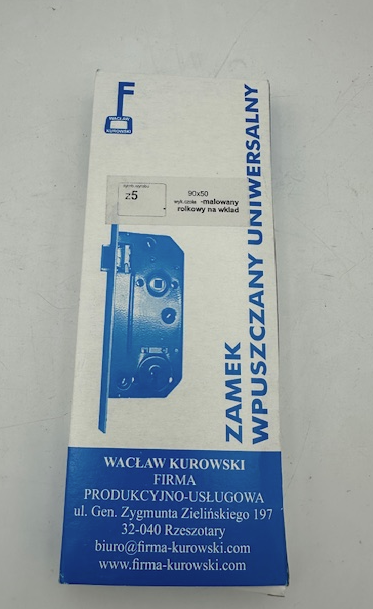 WACŁAW
KUROWSKI
z5
90x50
-malowany
rolkowy na wkład
ZAMEK
WPUSZCZANY UNIWERSALNY
WACŁAW KUROWSKI
FIRMA
PRODUKCYJNO-USŁUGOWA
ul. Gen. Zygmunta Zielińskiego 197
32-040 Rzeszotary
biuro@firma-kurowski.com
www.firma-kurowski.com